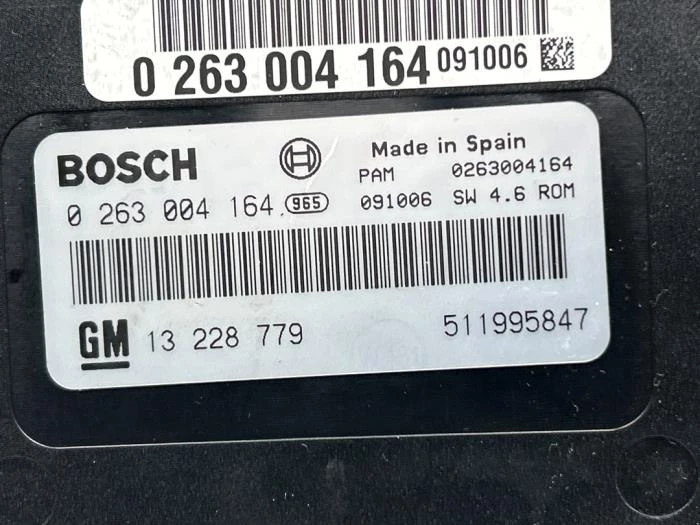 0 263 004 164 091006
BOSCH
Made in Spain
PAM 0263004164
0 263 004 164. 965 091006 SW 4.6 ROM
GM 13 228 779 511995847